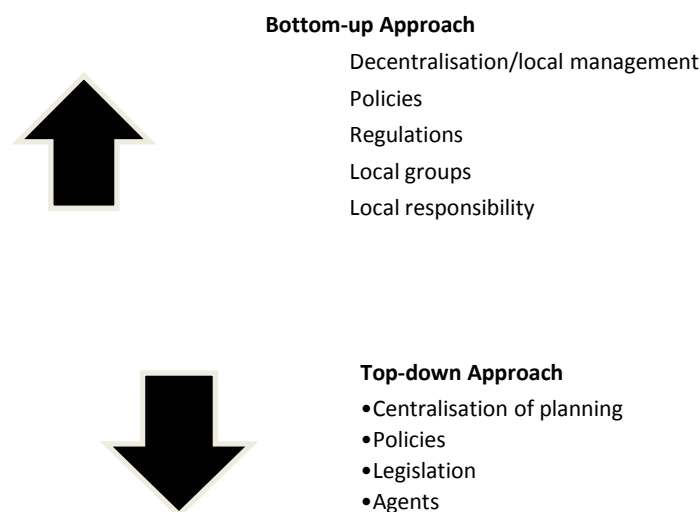 Bottom-up Approach
Decentralisation/local management
Policies
Regulations
Local groups
Local responsibility
Top-down Approach
•Centralisation of planning
•Policies
•Legislation
•Agents